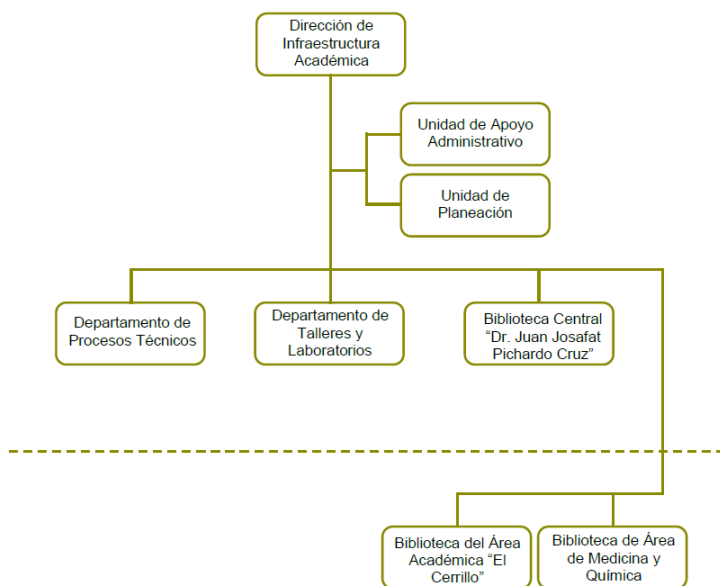 Dirección de
Infraestructura
Académica
Unidad de Apoyo
Administrativo
Unidad de
Planeación
Departamento de
Procesos Técnicos
Departamento de
Talleres y
Laboratorios
Biblioteca Central
“Dr. Juan Josafat
Pichardo Cruz”
Biblioteca del Área
Académica “El
Cerrillo”
Biblioteca de Área
de Medicina y
Química